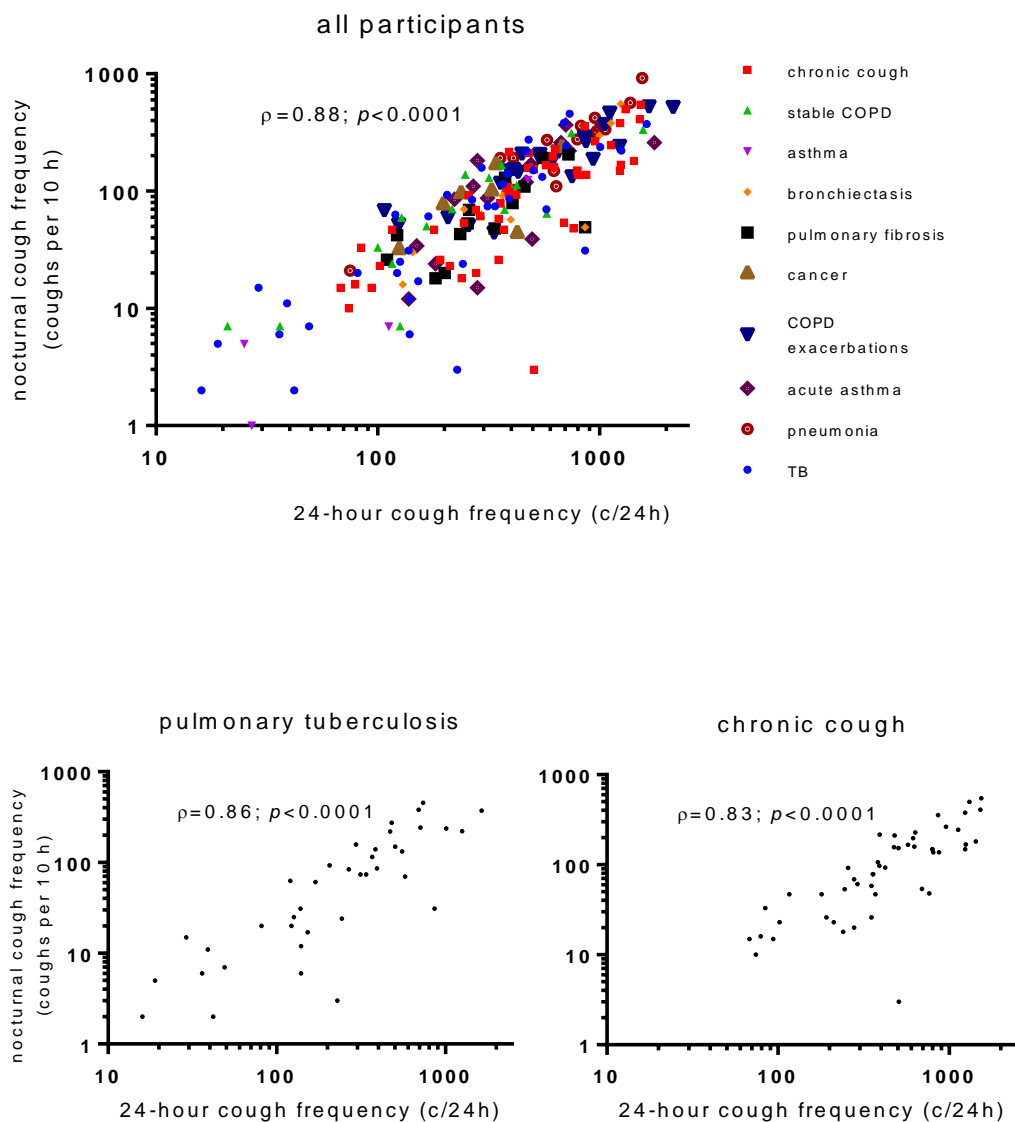 all participants
nocturnal cough frequency
(coughs per 10 h)
1000
100
10
1
ρ=0.88; p<0.0001
10
100
1000
24-hour cough frequency (c/24h)
chronic cough
stable COPD
asthma
bronchiectasis
pulmonary fibrosis
cancer
COPD
exacerbations
acute asthma
pneumonia
TB
pulmonary tuberculosis
nocturnal cough frequency
(coughs per 10 h)
1000
100
10
1
ρ=0.86; p<0.0001
10
100
1000
24-hour cough frequency (c/24h)
chronic cough
1000
100
10
1
ρ=0.83; p<0.0001
10
100
1000
24-hour cough frequency (c/24h)